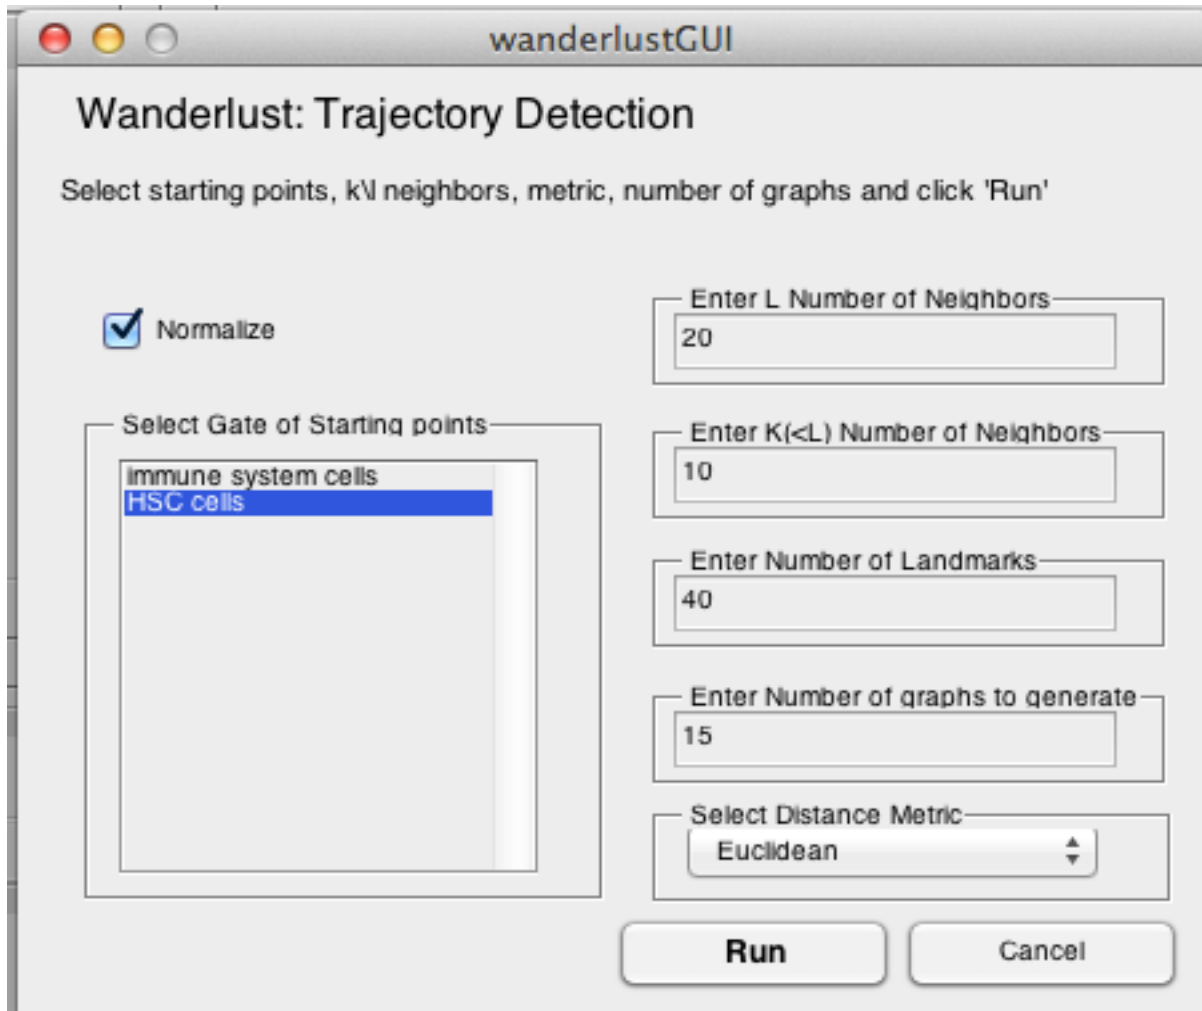 wanderlustGUI
Wanderlust: Trajectory Detection
Select starting points, k\l neighbors, metric, number of graphs and click 'Run'
Normalize
Select Gate of Starting points
immune system cells
HSC cells
Enter L Number of Neighbors
20
Enter K(<L) Number of Neighbors
10
Enter Number of Landmarks
40
Enter Number of graphs to generate
15
Select Distance Metric
Euclidean
Run
Cancel